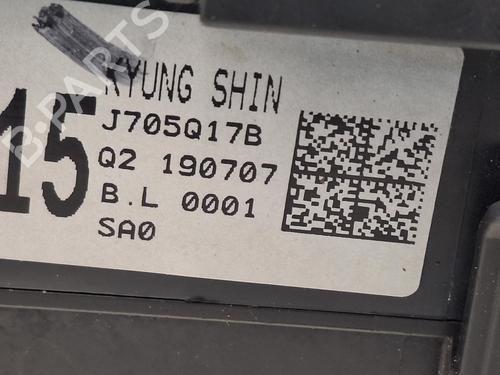 KYUNG SHIN
J705Q17B
Q2 190707
B.L 0001
SA0
15
B-PARTS